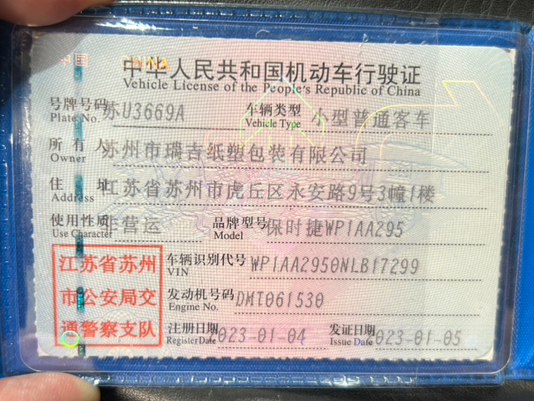 中华人民共和国机动车行驶证
Vehicle License of the People's Republic of China
号牌号码 苏U3669A 车辆类型 小型普通客车
Plate No. Vehicle Type
所有人 苏州市瑞吉纸塑包装有限公司
Owner
住址 江苏省苏州市虎丘区永安路9号3幢1楼
Address
使用性质 非营运 品牌型号 保时捷WP1AA295
Use Character Model
江苏省苏州
市公安局交
通警察支队
车辆识别代号 WP1AA2950NLB17299
VIN
发动机号码 DMT061530
Engine No.
注册日期 2023-01-04 发证日期 2023-01-05
Register Date Issue Date